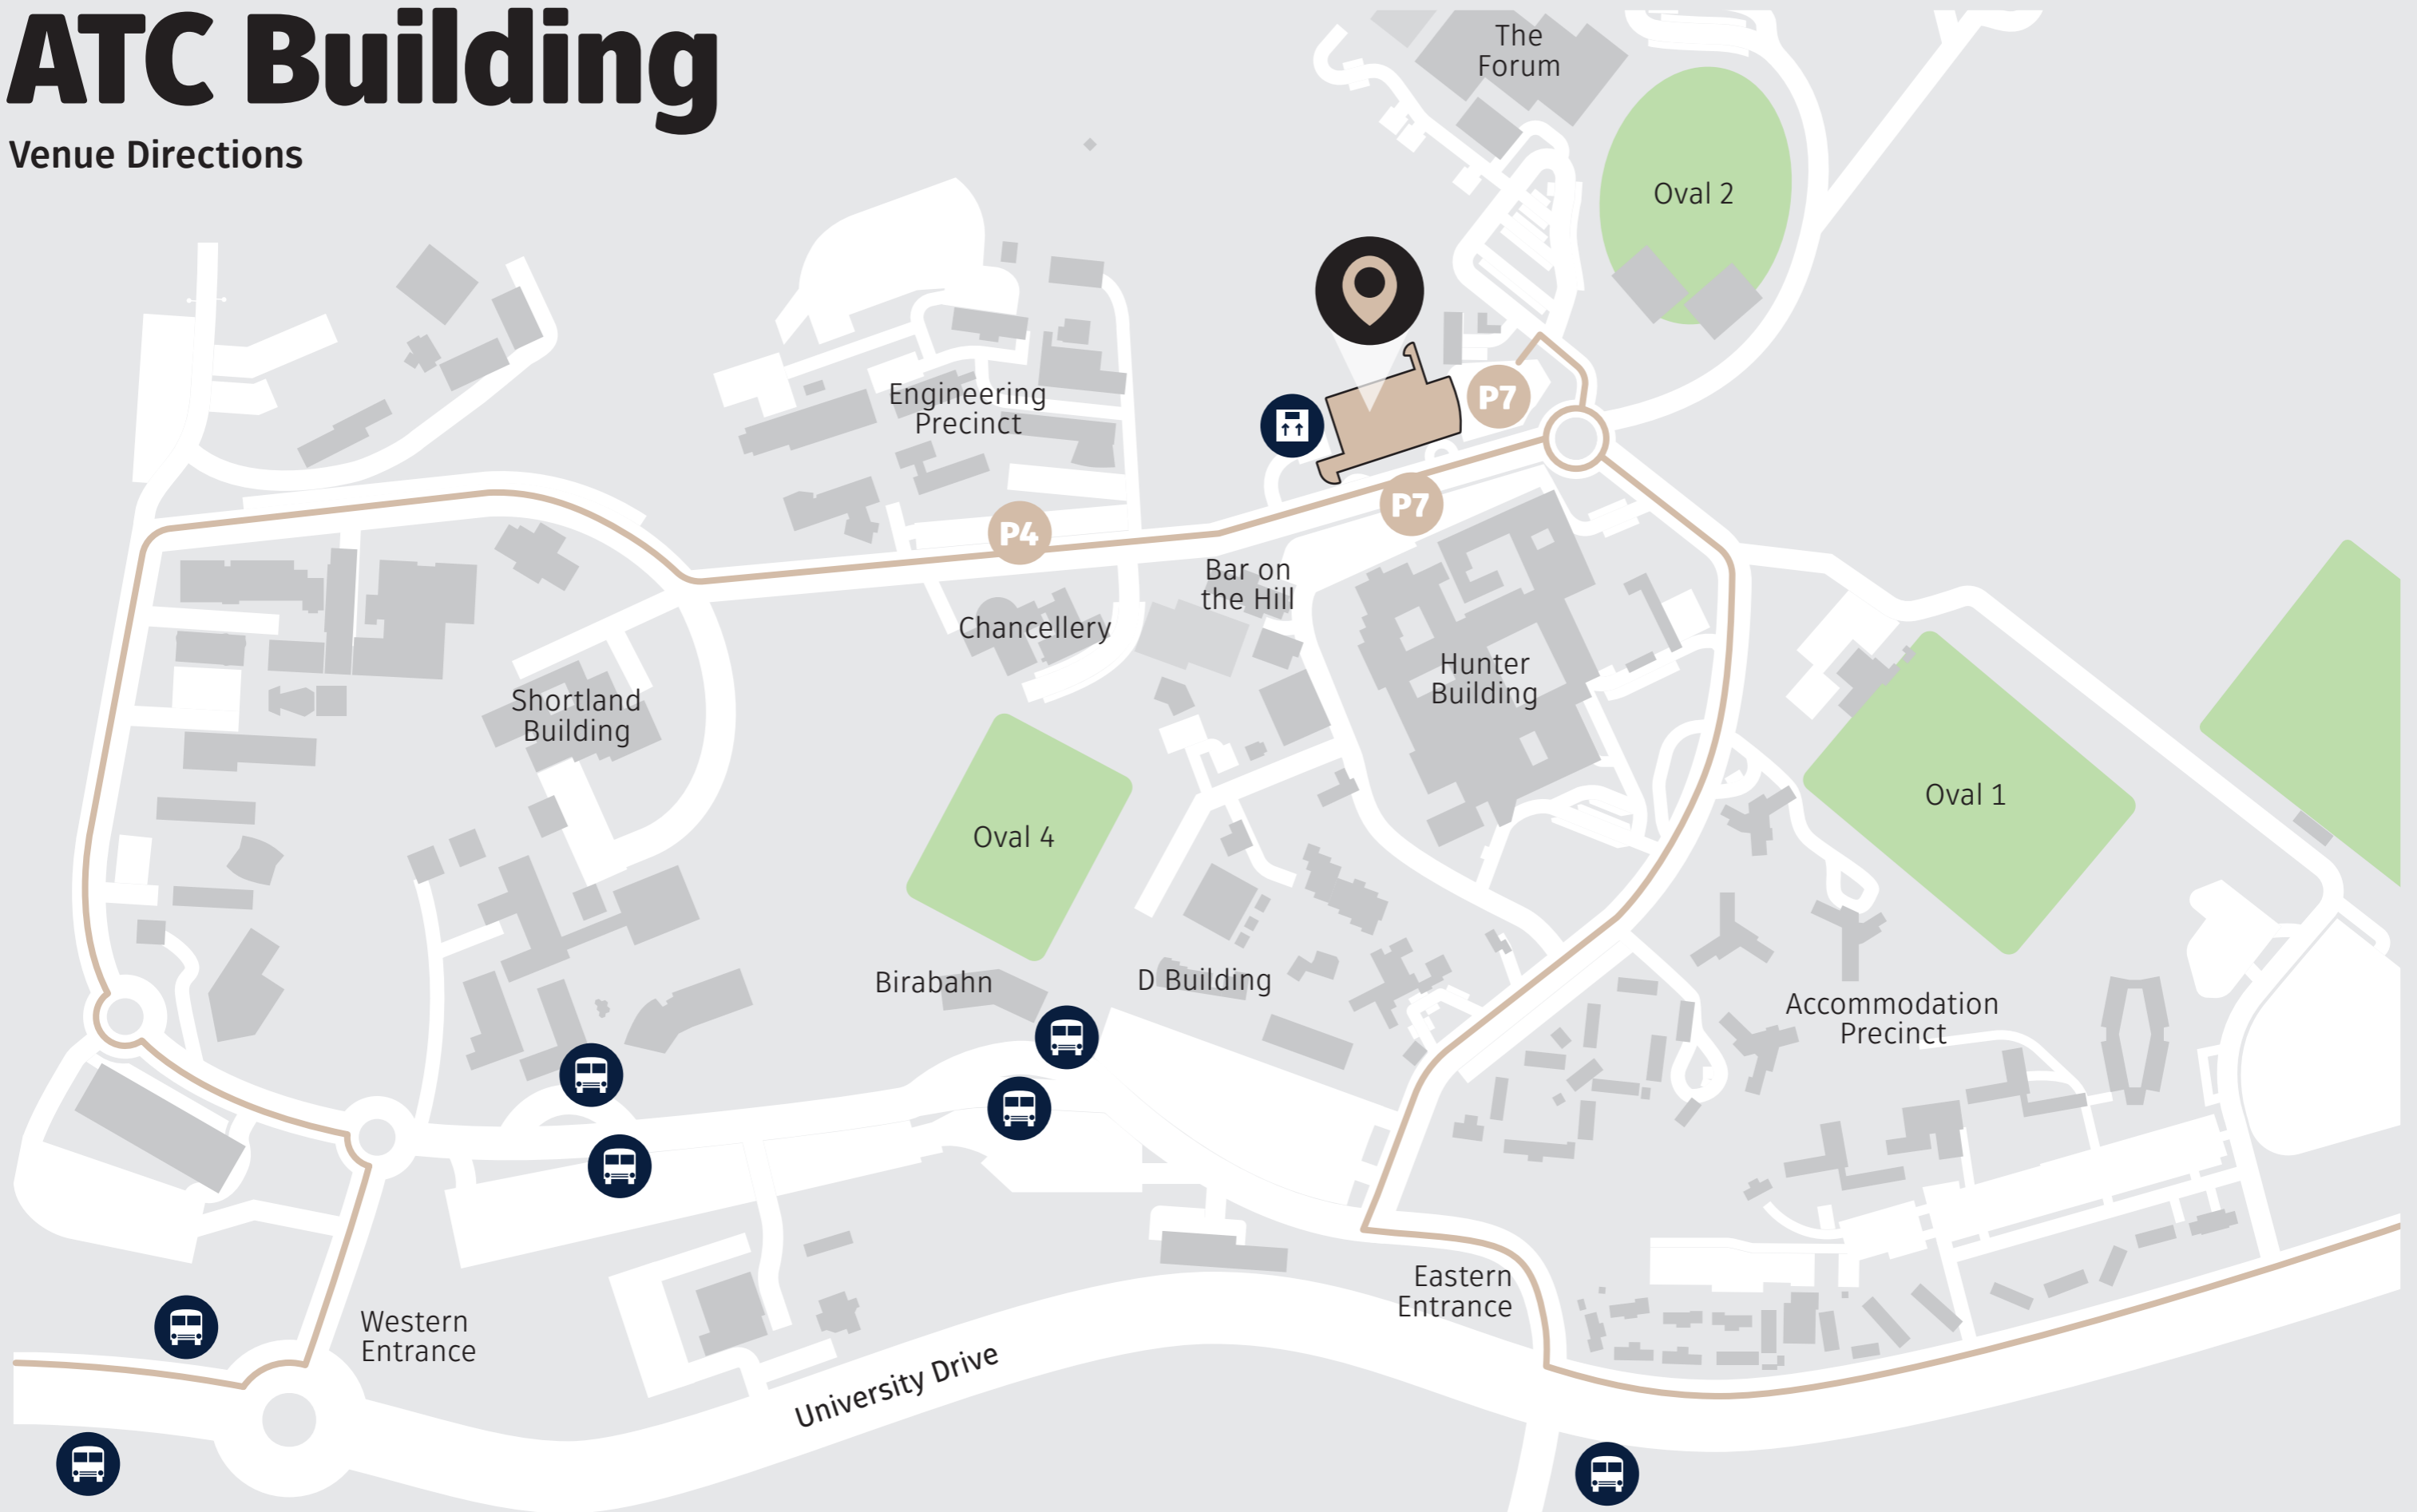 ATC Building
Venue Directions
The
Forum
Oval 2
Engineering
Precinct
P7
P7
P4
Bar on
the Hill
Chancellery
Hunter
Building
Shortland
Building
Oval 1
Oval 4
Birabahn
D Building
Accommodation
Precinct
Eastern
Entrance
Western
Entrance
University Drive